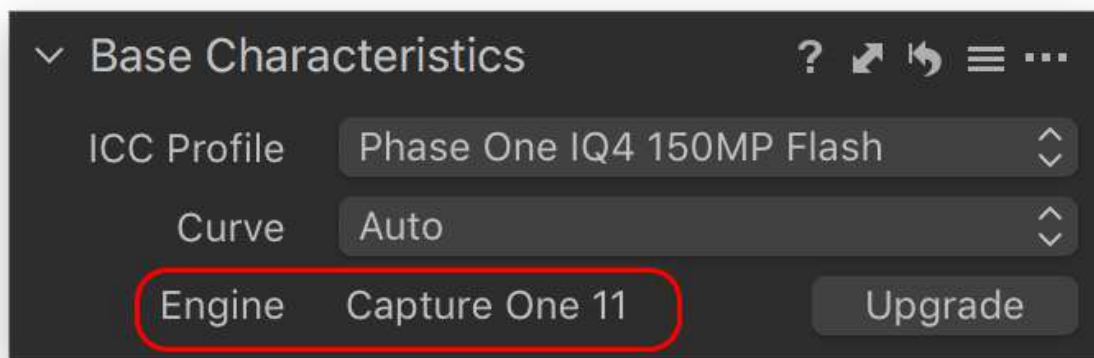 Base Characteristics ? ...
ICC Profile Phase One IQ4 150MP Flash
Curve Auto
Engine Capture One 11 Upgrade